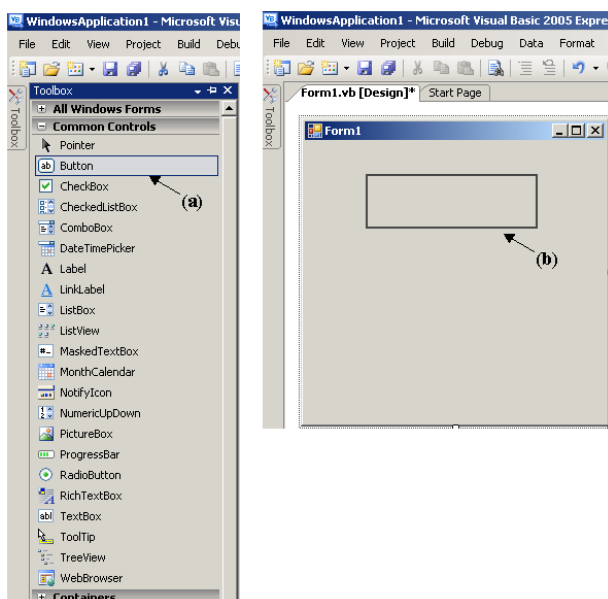 WindowsApplication1 - Microsoft Visu
File Edit View Project Build Debu
Toolbox
Toolbox
All Windows Forms
Common Controls
Pointer
Button
CheckBox
(a)
CheckedListBox
ComboBox
DateTimePicker
A Label
A LinkLabel
ListBox
ListView
MaskedTextBox
MonthCalendar
NotifyIcon
NumericUpDown
PictureBox
ProgressBar
RadioButton
RichTextBox
abl TextBox
ToolTip
TreeView
WebBrowser
Containers
WindowsApplication1 - Microsoft Visual Basic 2005 Expre
File Edit View Project Build Debug Data Format
Toolbox
Form1.vb [Design]* Start Page
Form1
(b)